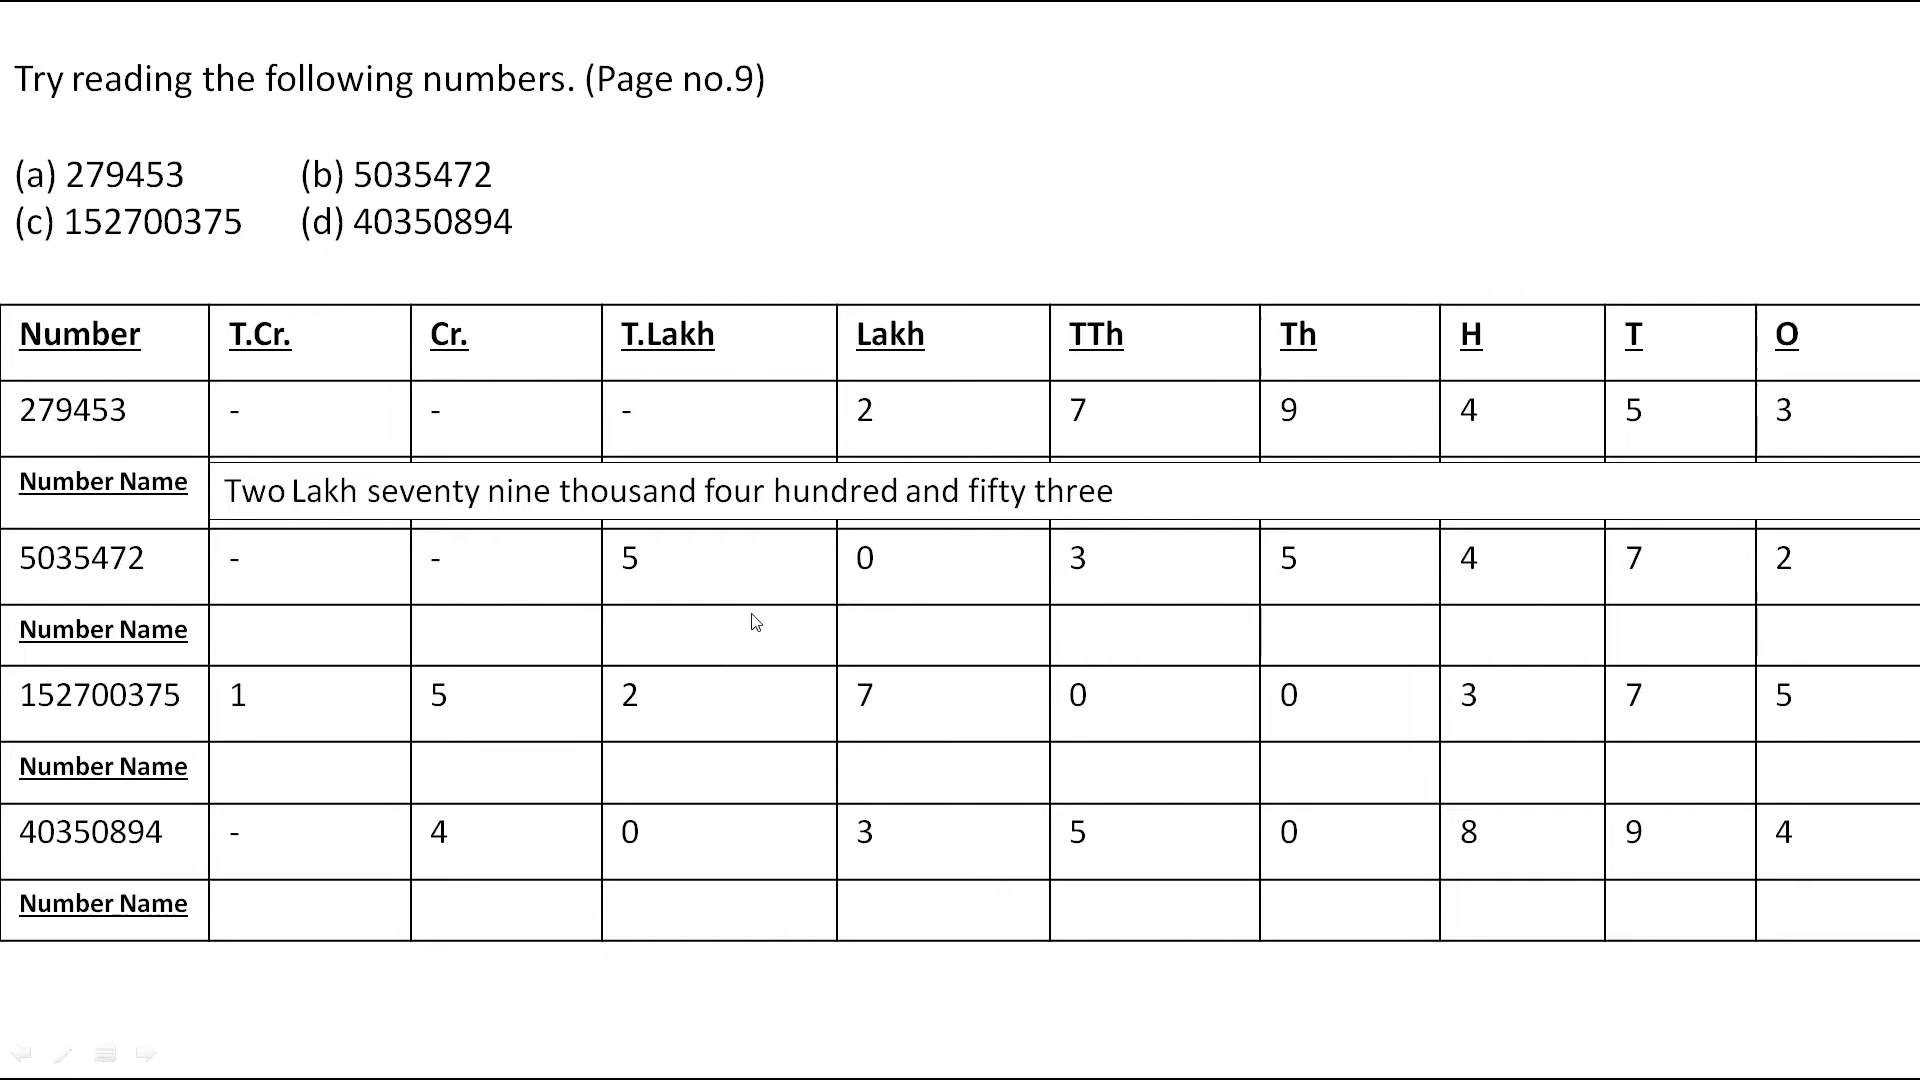 Try reading the following numbers. (Page no.9)
(a) 279453 (b) 5035472
(c) 152700375 (d) 40350894
Number T.Cr. Cr. T.Lakh Lakh TTh Th H T O
279453 - - - 2 7 9 4 5 3
Number Name Two Lakh seventy nine thousand four hundred and fifty three
5035472 - - 5 0 3 5 4 7 2
Number Name
152700375 1 5 2 7 0 0 3 7 5
Number Name
40350894 - 4 0 3 5 0 8 9 4
Number Name